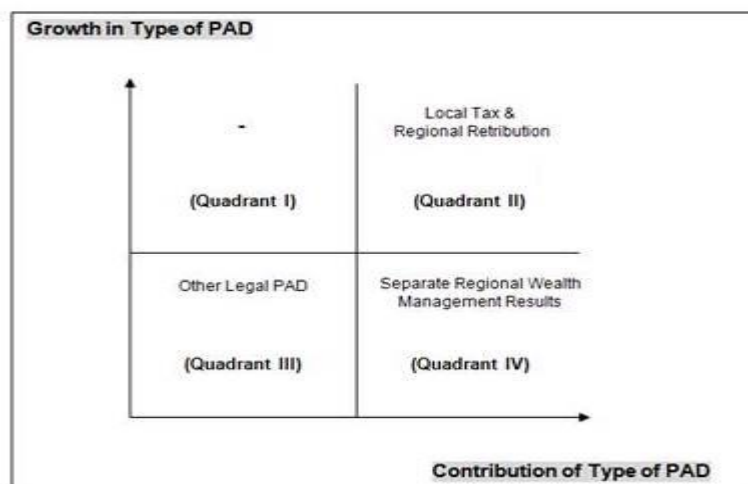 Growth in Type of PAD
-
Local Tax &
Regional Retribution
(Quadrant I)
(Quadrant II)
Other Legal PAD
Separate Regional Wealth
Management Results
(Quadrant III)
(Quadrant IV)
Contribution of Type of PAD